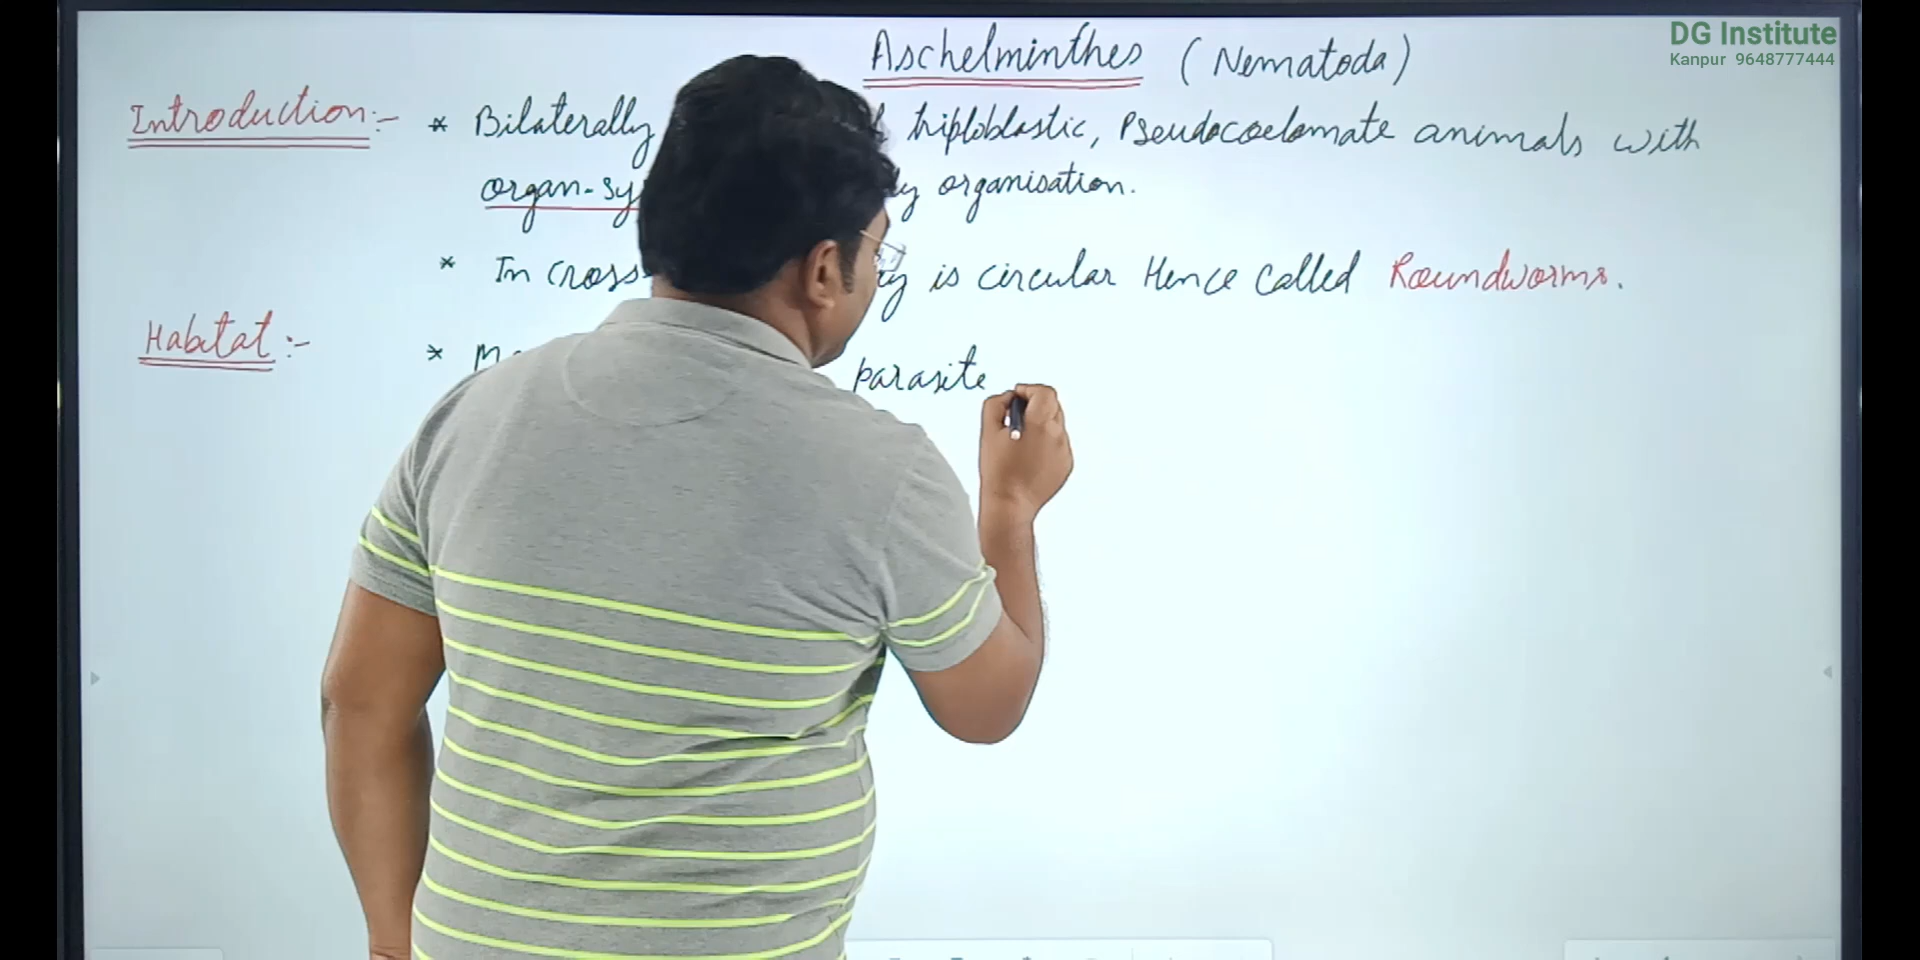 Aschelminthes (Nematoda)
DG Institute
Kanpur 9648777444
Introduction:- * Bilaterally triploblastic, Pseudocoelomate animals with
organ-sy organisation.
* In cross is circular Hence called Roundworms.
Habitat:- * parasite